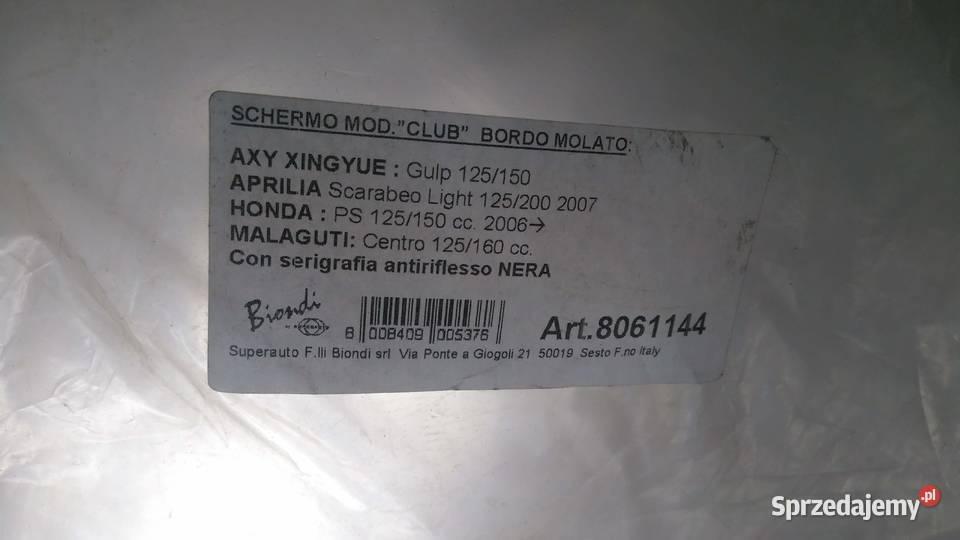 SCHERMO MOD."CLUB" BORDO MOLATO:
AXY XINGYUE : Gulp 125/150
APRILIA Scarabeo Light 125/200 2007
HONDA : PS 125/150 cc. 2006→
MALAGUTI: Centro 125/160 cc.
Con serigrafia antiriflesso NERA
Biondi
8 008409 005376
Art.8061144
Superauto F.lli Biondi srl Via Ponte a Giogoli 21 50019 Sesto F.no Italy
Sprzedajemy.pl